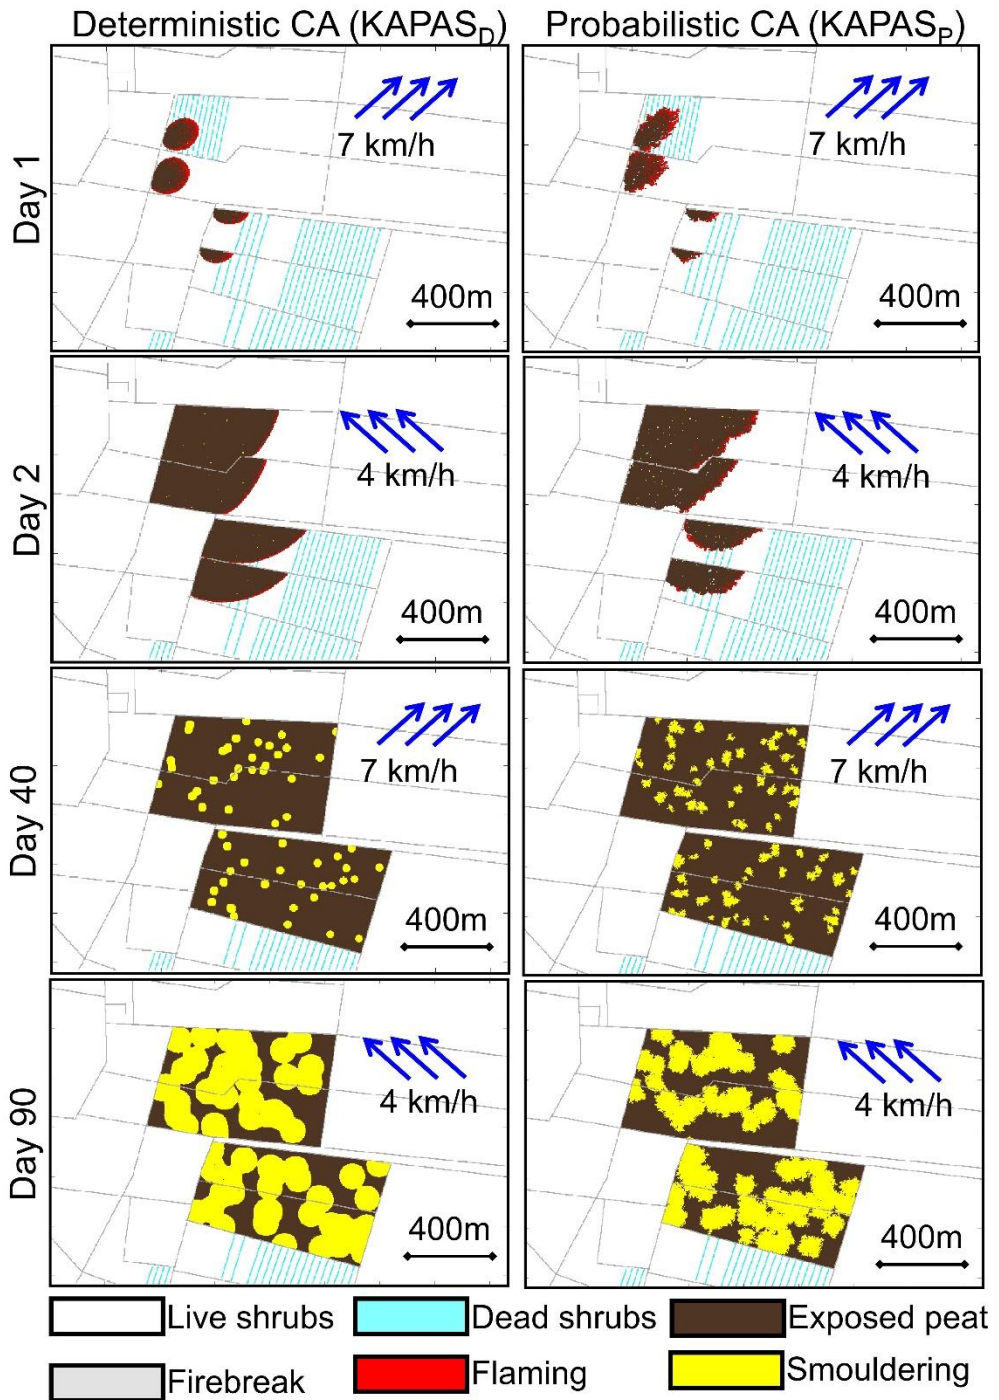 Deterministic CA (KAPAS_D) Probabilistic CA (KAPAS_P)
Day 1
7 km/h
400m
7 km/h
400m
Day 2
4 km/h
400m
4 km/h
400m
Day 40
7 km/h
400m
7 km/h
400m
Day 90
4 km/h
400m
4 km/h
400m
Live shrubs Dead shrubs Exposed peat
Firebreak Flaming Smouldering